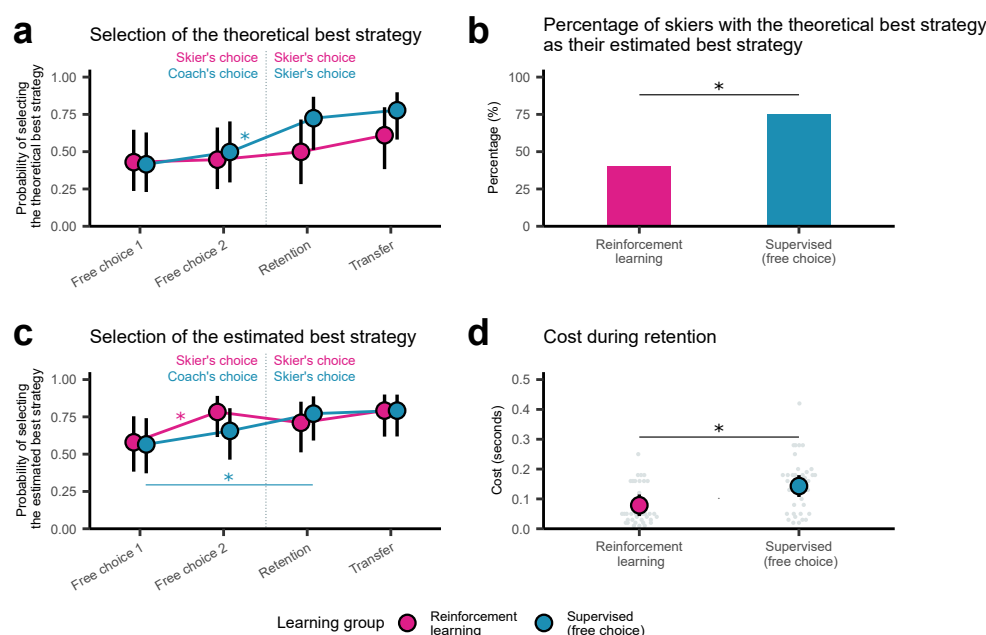 a
Selection of the theoretical best strategy
Skier's choice
Skier's choice
Coach's choice
Skier's choice
Probability of selecting
the theoretical best strategy
1.00
0.75
0.50
0.25
0.00
*
Free choice 1
Free choice 2
Retention
Transfer
b
Percentage of skiers with the theoretical best strategy
as their estimated best strategy
Percentage (%)
100
75
50
25
0
*
Reinforcement
learning
Supervised
(free choice)
c
Selection of the estimated best strategy
Skier's choice
Skier's choice
Coach's choice
Skier's choice
Probability of selecting
the estimated best strategy
1.00
0.75
0.50
0.25
0.00
*
*
Free choice 1
Free choice 2
Retention
Transfer
d
Cost during retention
Cost (seconds)
0.5
0.4
0.3
0.2
0.1
0.0
*
Reinforcement
learning
Supervised
(free choice)
Learning group
Reinforcement
learning
Supervised
(free choice)